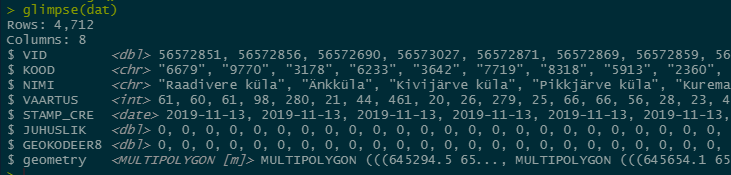 > glimpse(dat)
Rows: 4,712
Columns: 8
$ VID <dbl> 56572851, 56572856, 56572690, 56573027, 56572871, 56572869, 56572859, 56
$ KOOD <chr> "6679", "9770", "3178", "6233", "3642", "7719", "8318", "5913", "2360",
$ NIMI <chr> "Raadivere küla", "Änkküla", "Kivijärve küla", "Pikkjärve küla", "Kurema
$ VAARTUS <int> 61, 60, 61, 98, 280, 21, 44, 461, 20, 26, 279, 25, 66, 66, 56, 28, 23, 4
$ STAMP_CRE <date> 2019-11-13, 2019-11-13, 2019-11-13, 2019-11-13, 2019-11-13, 2019-11-13,
$ JUHUSLIK <dbl> 0, 0, 0, 0, 0, 0, 0, 0, 0, 0, 0, 0, 0, 0, 0, 0, 0, 0, 0, 0, 0, 0, 0, 0,
$ GEOKODEER8 <dbl> 0, 0, 0, 0, 0, 0, 0, 0, 0, 0, 0, 0, 0, 0, 0, 0, 0, 0, 0, 0, 0, 0, 0, 0,
$ geometry <MULTIPOLYGON [m]> MULTIPOLYGON (((645294.5 65..., MULTIPOLYGON (((645654.1 65
>